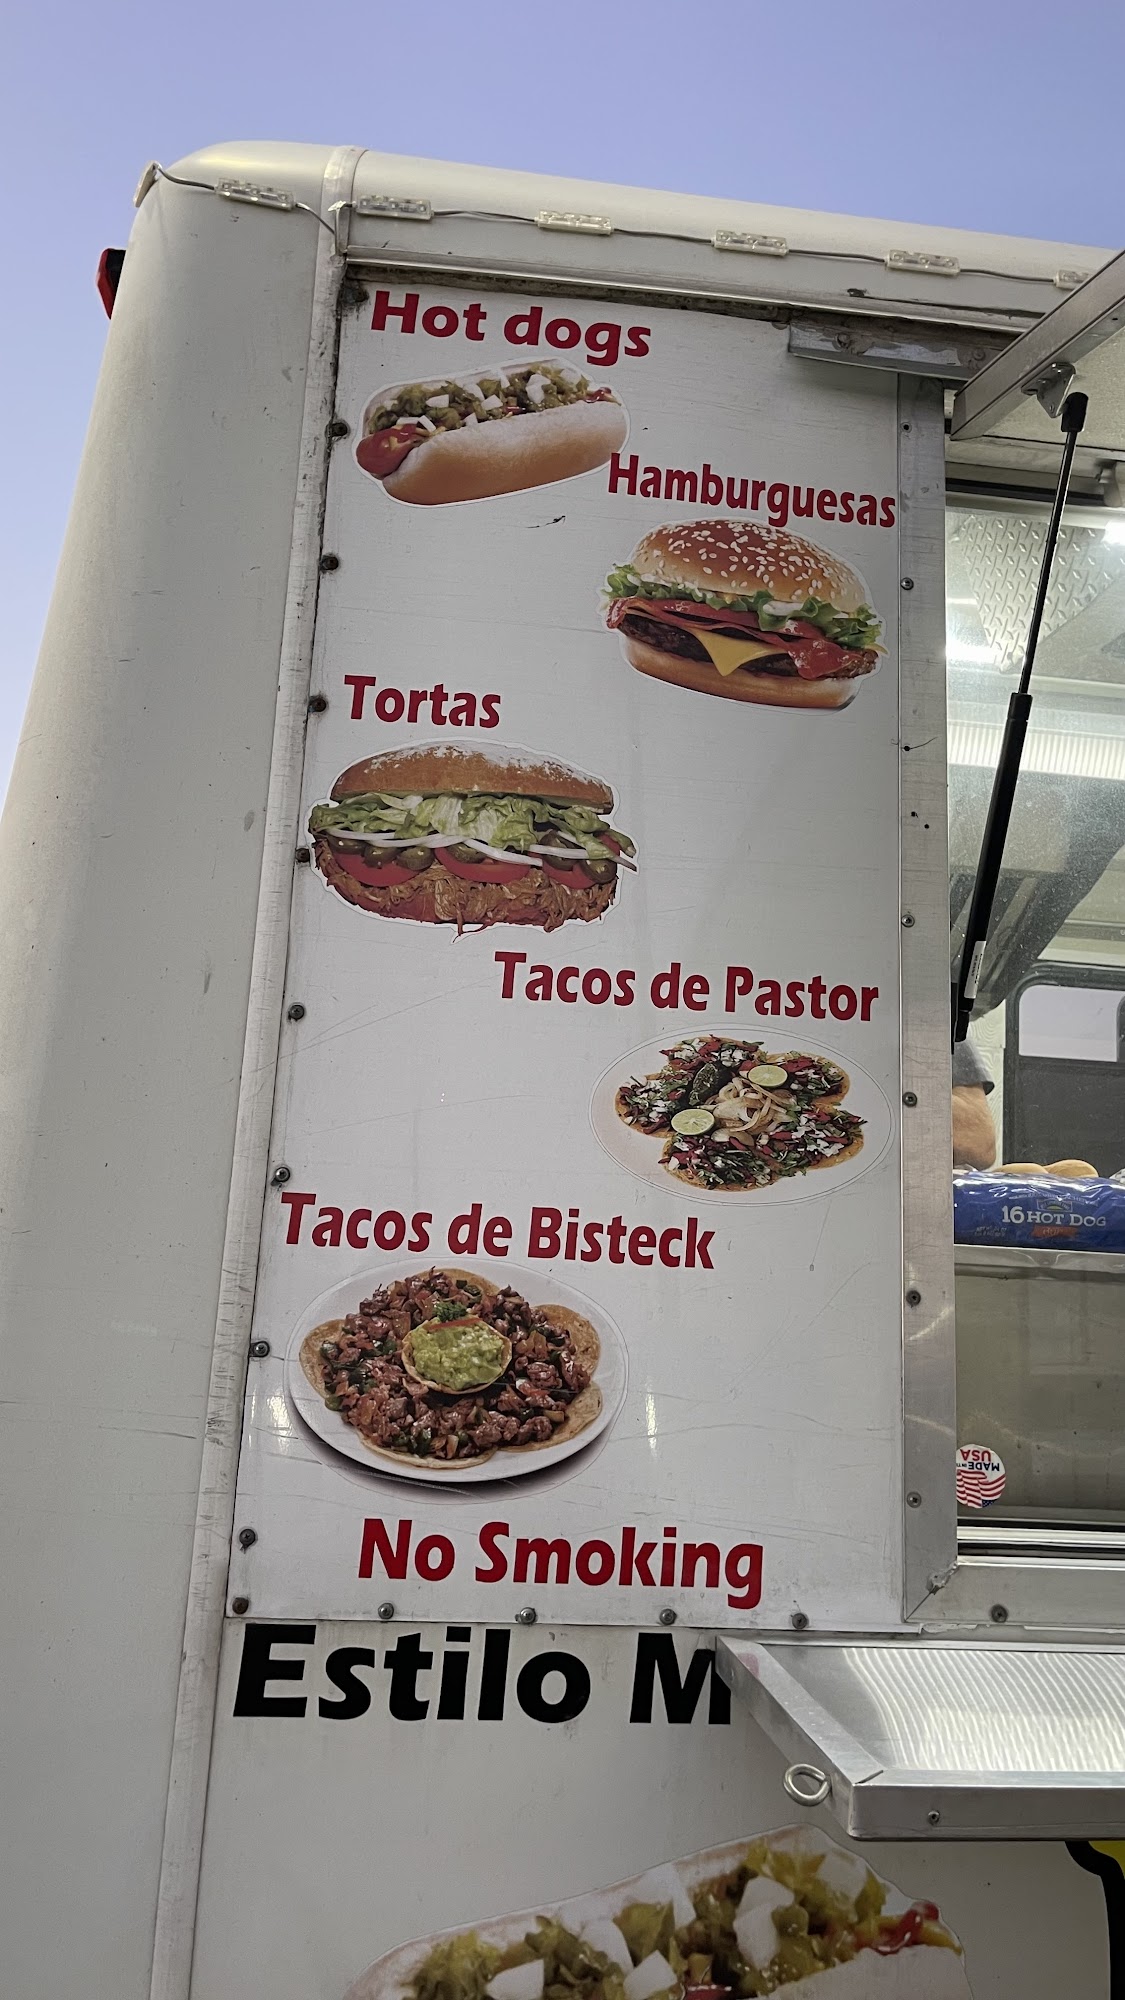 Hot dogs
Hamburguesas
Tortas
Tacos de Pastor
Tacos de Bisteck
16 HOT DOG
MADE IN
USA
No Smoking
Estilo M